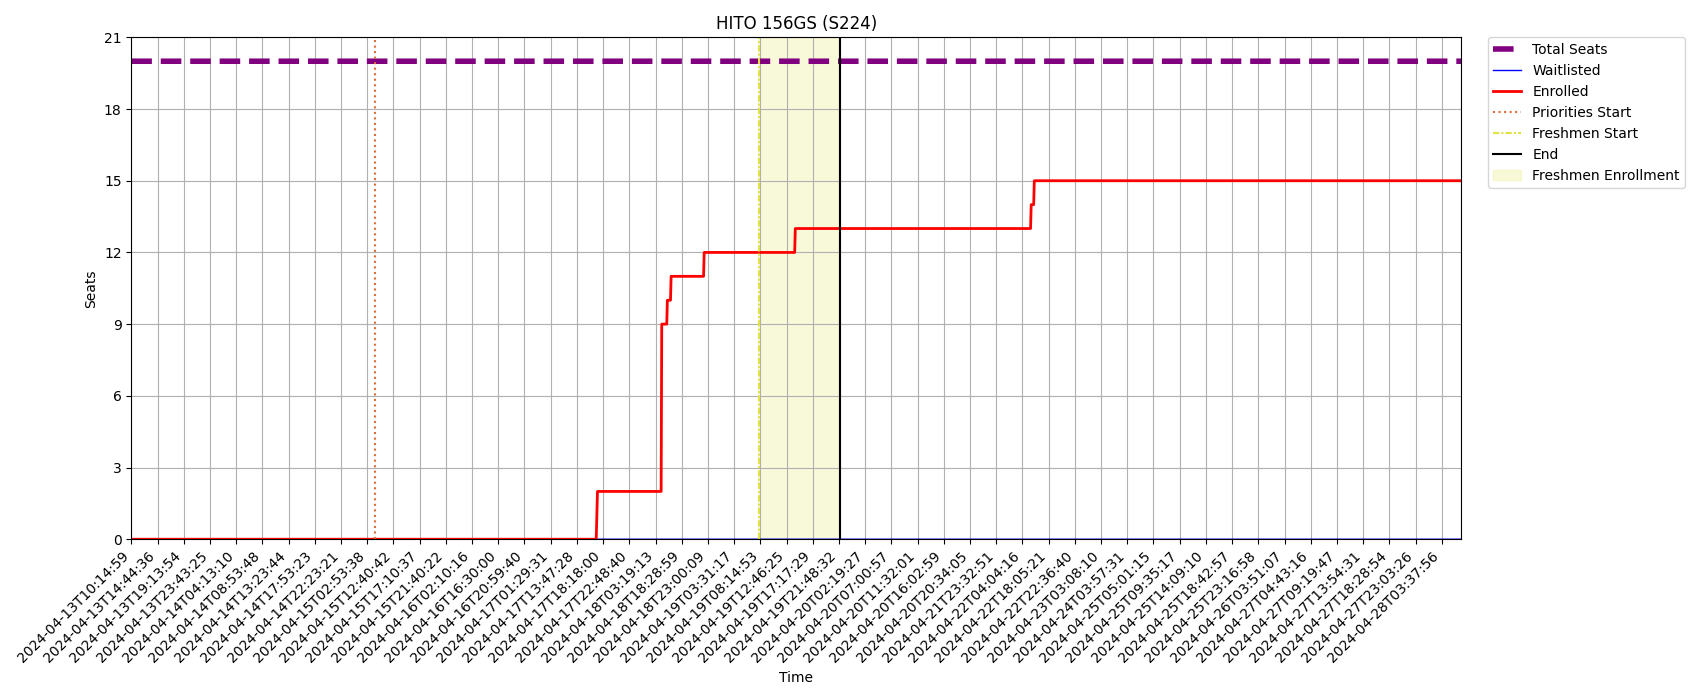 HITO 156GS (S224)
Total Seats
Waitlisted
Enrolled
Priorities Start
Freshmen Start
End
Freshmen Enrollment
Seats
21
18
15
12
9
6
3
0
2024-04-13T10:14:59
2024-04-13T14:44:36
2024-04-13T19:13:54
2024-04-13T23:43:25
2024-04-14T04:13:10
2024-04-14T08:53:48
2024-04-14T13:23:44
2024-04-14T17:53:23
2024-04-14T22:23:21
2024-04-15T02:53:38
2024-04-15T12:40:42
2024-04-15T17:10:37
2024-04-15T21:40:22
2024-04-16T02:10:16
2024-04-16T16:30:00
2024-04-16T20:59:40
2024-04-17T01:29:31
2024-04-17T13:47:28
2024-04-17T18:18:00
2024-04-17T22:48:40
2024-04-18T03:19:13
2024-04-18T18:28:59
2024-04-18T23:00:09
2024-04-19T03:31:17
2024-04-19T08:14:53
2024-04-19T12:46:25
2024-04-19T17:17:29
2024-04-19T21:48:32
2024-04-20T02:19:27
2024-04-20T07:00:57
2024-04-20T11:32:01
2024-04-20T16:02:59
2024-04-20T20:34:05
2024-04-21T23:32:51
2024-04-22T04:04:16
2024-04-22T18:05:21
2024-04-22T22:36:40
2024-04-23T03:08:10
2024-04-24T03:57:31
2024-04-25T05:01:15
2024-04-25T09:35:17
2024-04-25T14:09:10
2024-04-25T18:42:57
2024-04-25T23:16:58
2024-04-26T03:51:07
2024-04-27T04:43:16
2024-04-27T09:19:47
2024-04-27T13:54:31
2024-04-27T18:28:54
2024-04-27T23:03:26
2024-04-28T03:37:56
Time